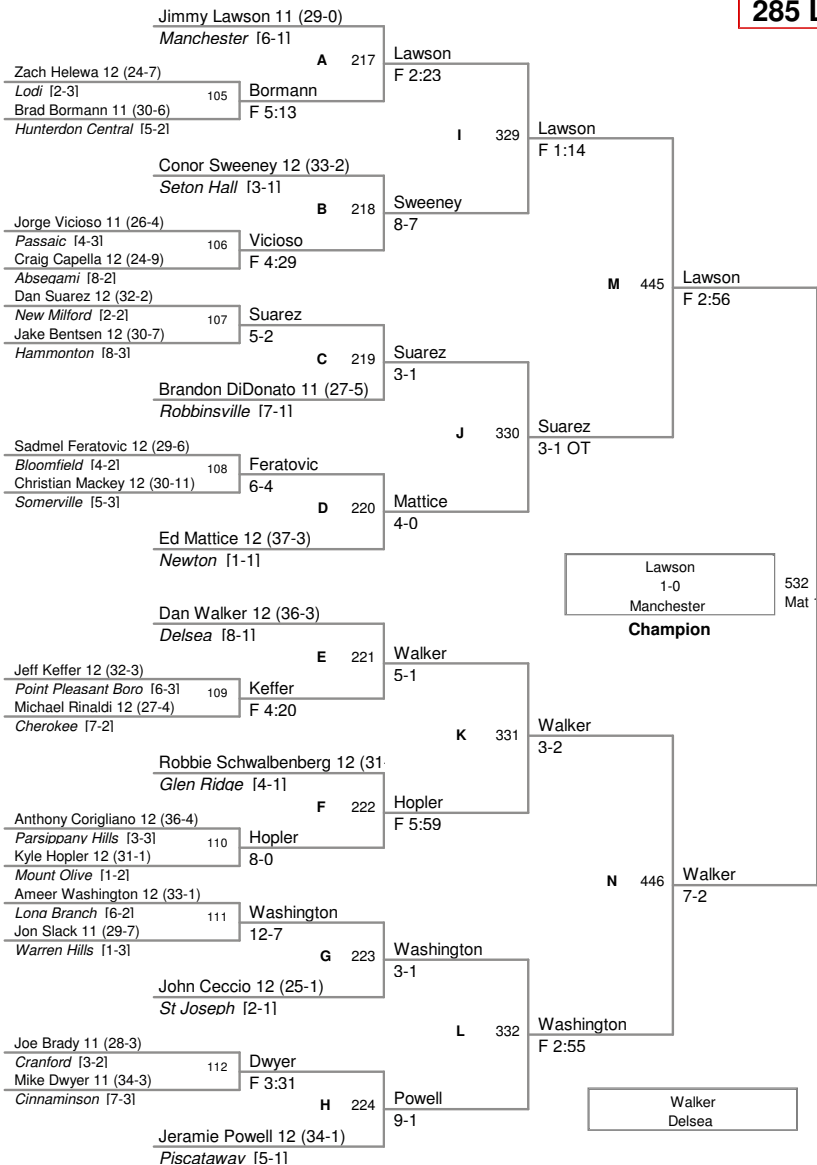 285 L
Jimmy Lawson 11 (29-0)
Manchester [6-1]
A 217
Lawson
F 2:23
Zach Helewa 12 (24-7)
Lodi [2-3]
105
Brad Bormann 11 (30-6)
Hunterdon Central [5-2]
Bormann
F 5:13
I 329
Lawson
F 1:14
Conor Sweeney 12 (33-2)
Seton Hall [3-1]
B 218
Sweeney
8-7
Jorge Vicioso 11 (26-4)
Passaic [4-3]
106
Craig Capella 12 (24-9)
Absegami [8-2]
Vicioso
F 4:29
M 445
Lawson
F 2:56
Dan Suarez 12 (32-2)
New Milford [2-2]
107
Jake Bentsen 12 (30-7)
Hammonton [8-3]
Suarez
5-2
C 219
Suarez
3-1
Brandon DiDonato 11 (27-5)
Robbinsville [7-1]
J 330
Suarez
3-1 OT
Sadmel Feratovic 12 (29-6)
Bloomfield [4-2]
108
Christian Mackey 12 (30-11)
Somerville [5-3]
Feratovic
6-4
D 220
Mattice
4-0
Ed Mattice 12 (37-3)
Newton [1-1]
Lawson
1-0
Manchester
Champion
532
Mat
Dan Walker 12 (36-3)
Delsea [8-1]
E 221
Walker
5-1
Jeff Keffer 12 (32-3)
Point Pleasant Boro [6-3]
109
Michael Rinaldi 12 (27-4)
Cherokee [7-2]
Keffer
F 4:20
K 331
Walker
3-2
Robbie Schwalbenberg 12 (31-
Glen Ridge [4-1]
F 222
Hopler
F 5:59
Anthony Corigliano 12 (36-4)
Parsippany Hills [3-3]
110
Kyle Hopler 12 (31-1)
Mount Olive [1-2]
Hopler
8-0
N 446
Walker
7-2
Ameer Washington 12 (33-1)
Long Branch [6-2]
111
Jon Slack 11 (29-7)
Warren Hills [1-3]
Washington
12-7
G 223
Washington
3-1
John Ceccio 12 (25-1)
St Joseph [2-1]
L 332
Washington
F 2:55
Joe Brady 11 (28-3)
Cranford [3-2]
112
Mike Dwyer 11 (34-3)
Cinnaminson [7-3]
Dwyer
F 3:31
H 224
Powell
9-1
Jeramie Powell 12 (34-1)
Piscataway [5-1]
Walker
Delsea